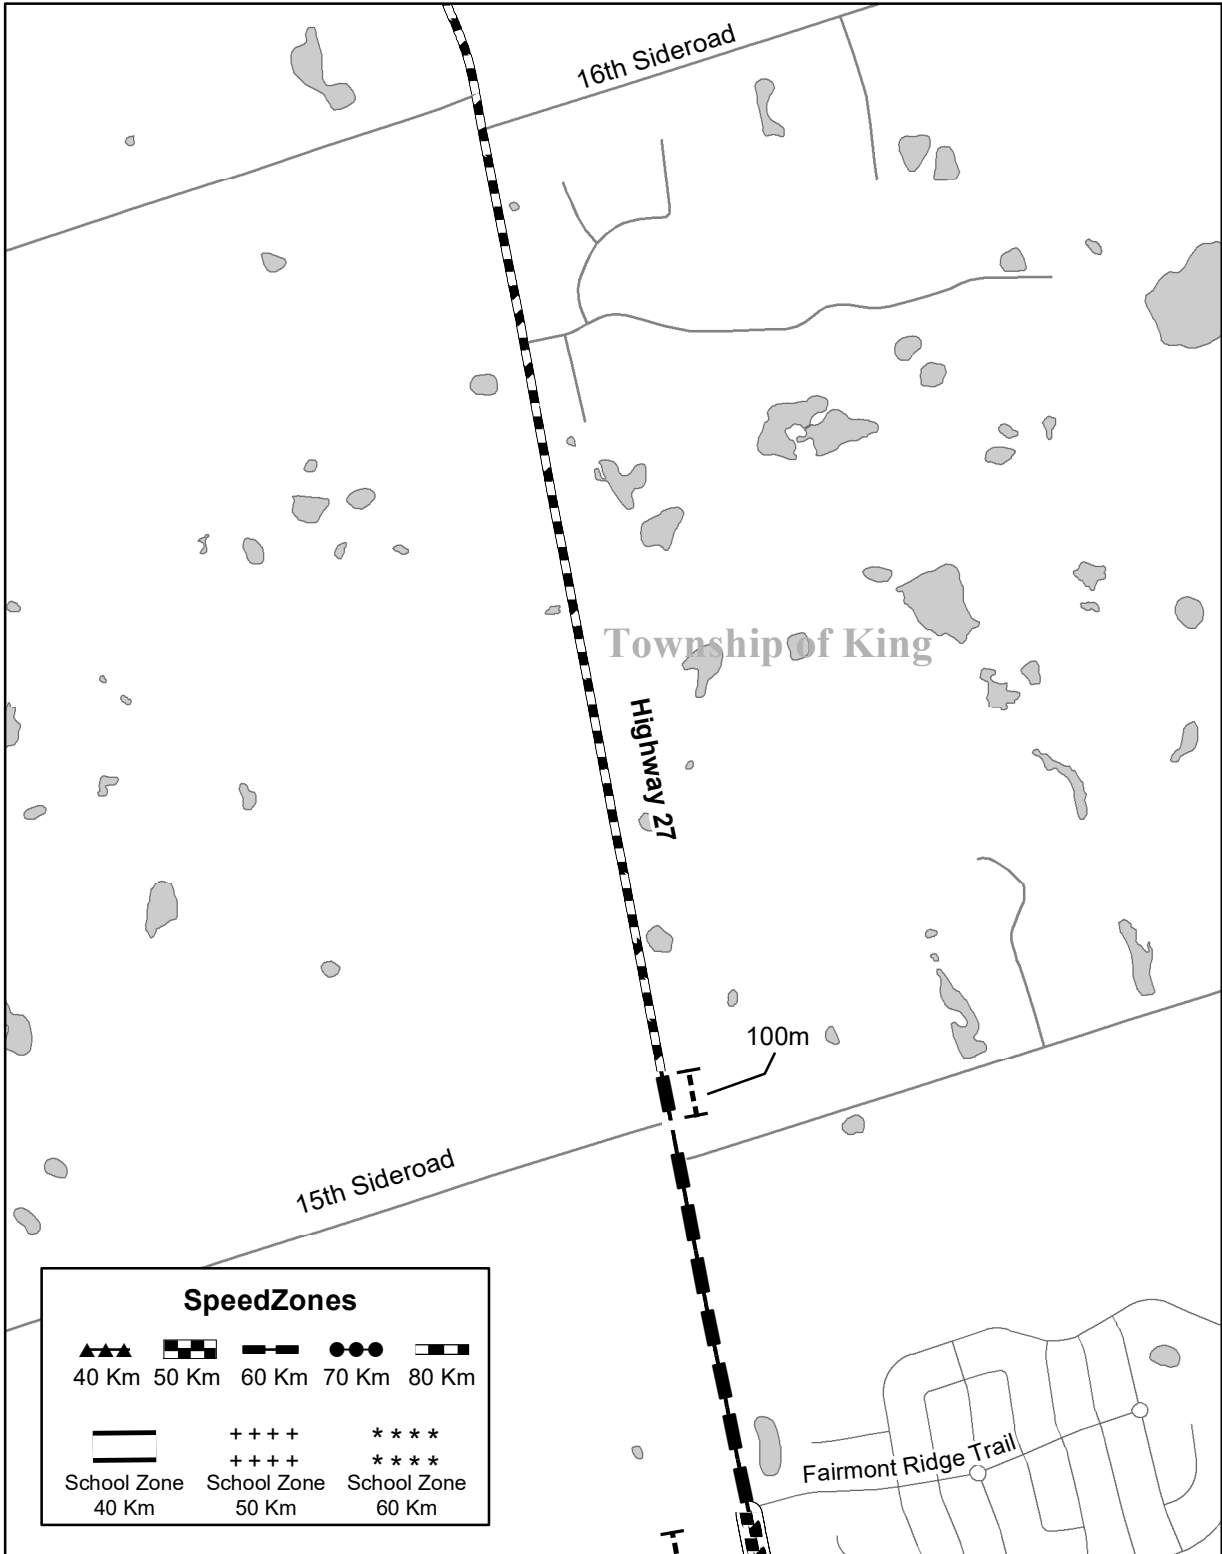 16th Sideroad
Township of King
Highway 27
100m
15th Sideroad
SpeedZones
40 Km 50 Km 60 Km 70 Km 80 Km
+ + + + * * * *
+ + + + * * * *
School Zone School Zone School Zone
40 Km 50 Km 60 Km
Fairmont Ridge Trail